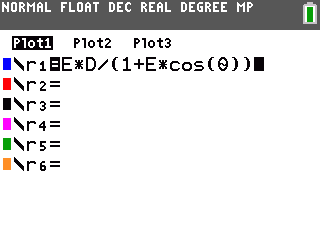 NORMAL FLOAT DEC REAL DEGREE MP
Plot1 Plot2 Plot3
\r₁=E*D/(1+E*cos(θ))
\r₂=
\r₃=
\r₄=
\r₅=
\r₆=